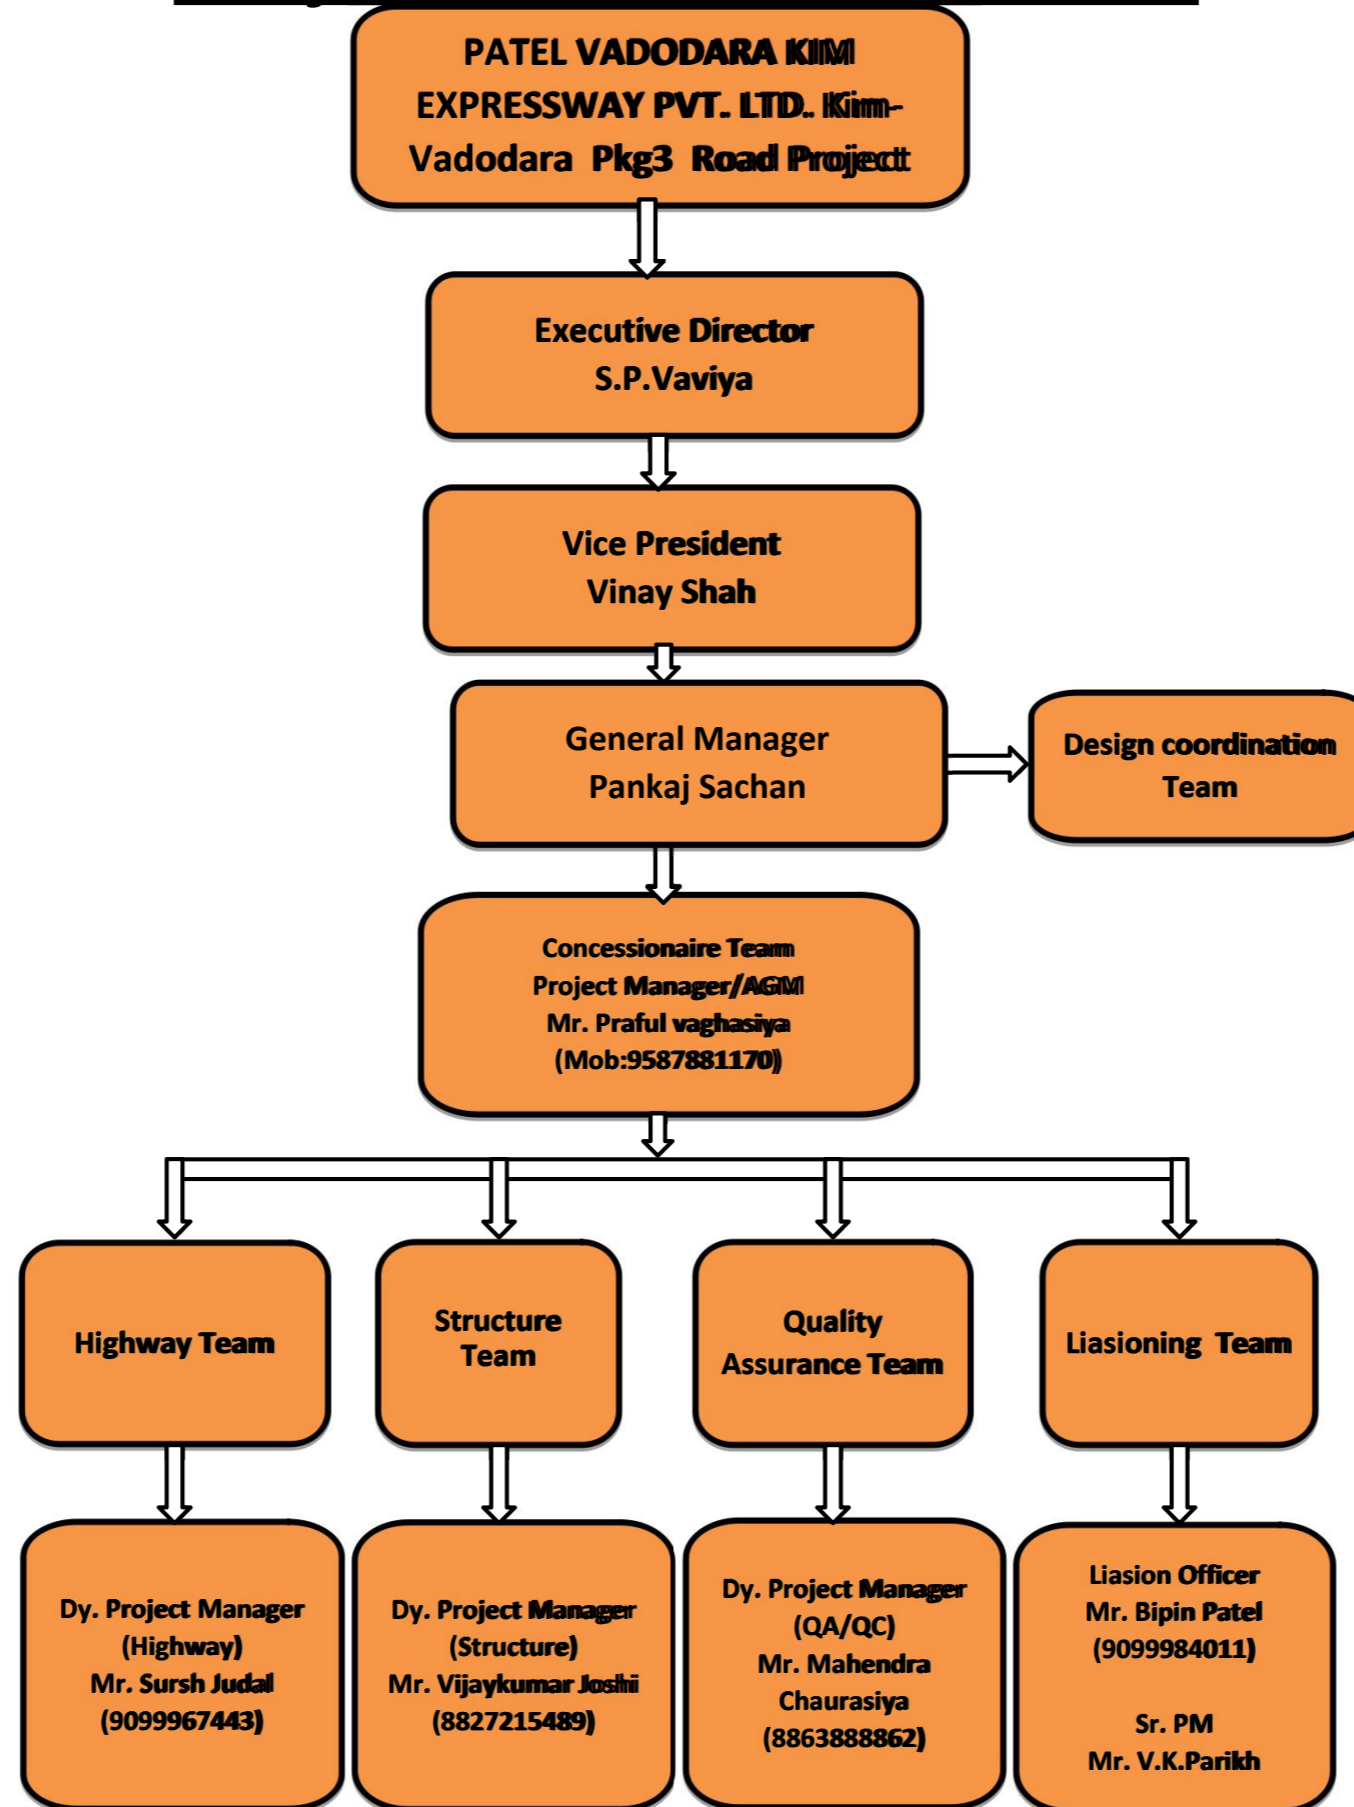 PATEL VADODARA KIM
EXPRESSWAY PVT. LTD. Kim-
Vadodara Pkg3 Road Project
Executive Director
S.P.Vaviya
Vice President
Vinay Shah
General Manager
Pankaj Sachan
Design coordination
Team
Concessionaire Team
Project Manager/AGM
Mr. Praful vaghasiya
(Mob:9587881170)
Highway Team
Structure
Team
Quality
Assurance Team
Liasioning Team
Dy. Project Manager
(Highway)
Mr. Sursh Judal
(9099967443)
Dy. Project Manager
(Structure)
Mr. Vijaykumar Joshi
(8827215489)
Dy. Project Manager
(QA/QC)
Mr. Mahendra
Chaurasiya
(8863888862)
Liasion Officer
Mr. Bipin Patel
(9099984011)
Sr. PM
Mr. V.K.Parikh